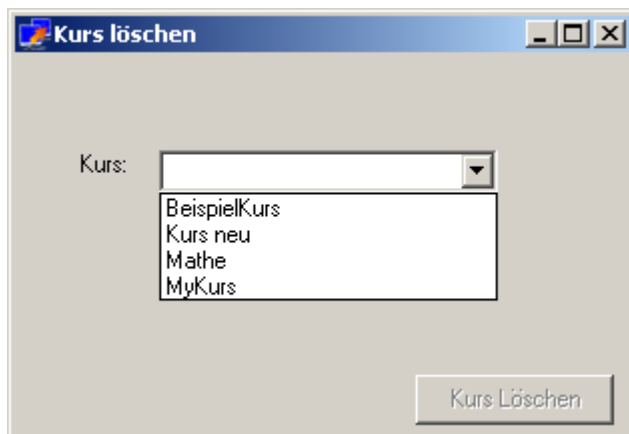 Kurs löschen
Kurs:
BeispielKurs
Kurs neu
Mathe
MyKurs
Kurs Löschen